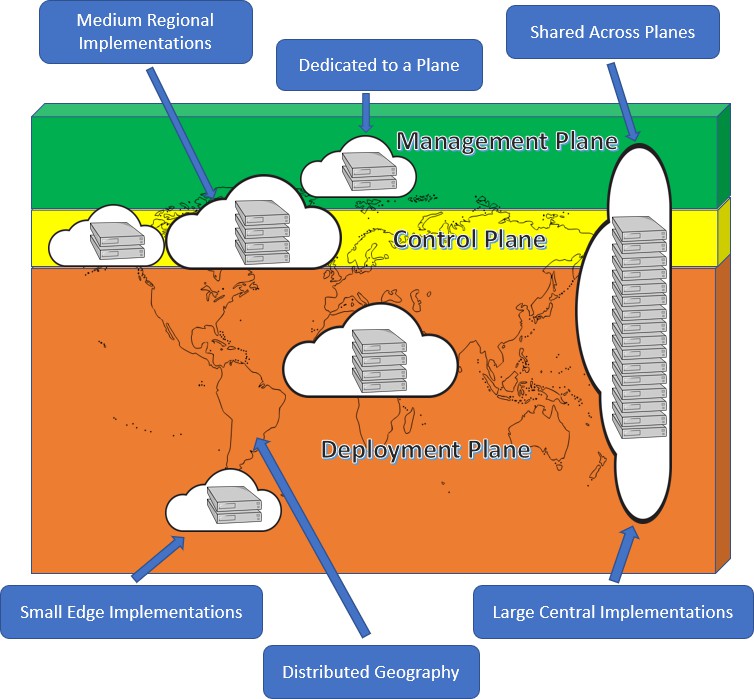 Medium Regional
Implementations
Dedicated to a Plane
Shared Across Planes
Management Plane
Control Plane
Deployment Plane
Small Edge Implementations
Large Central Implementations
Distributed Geography